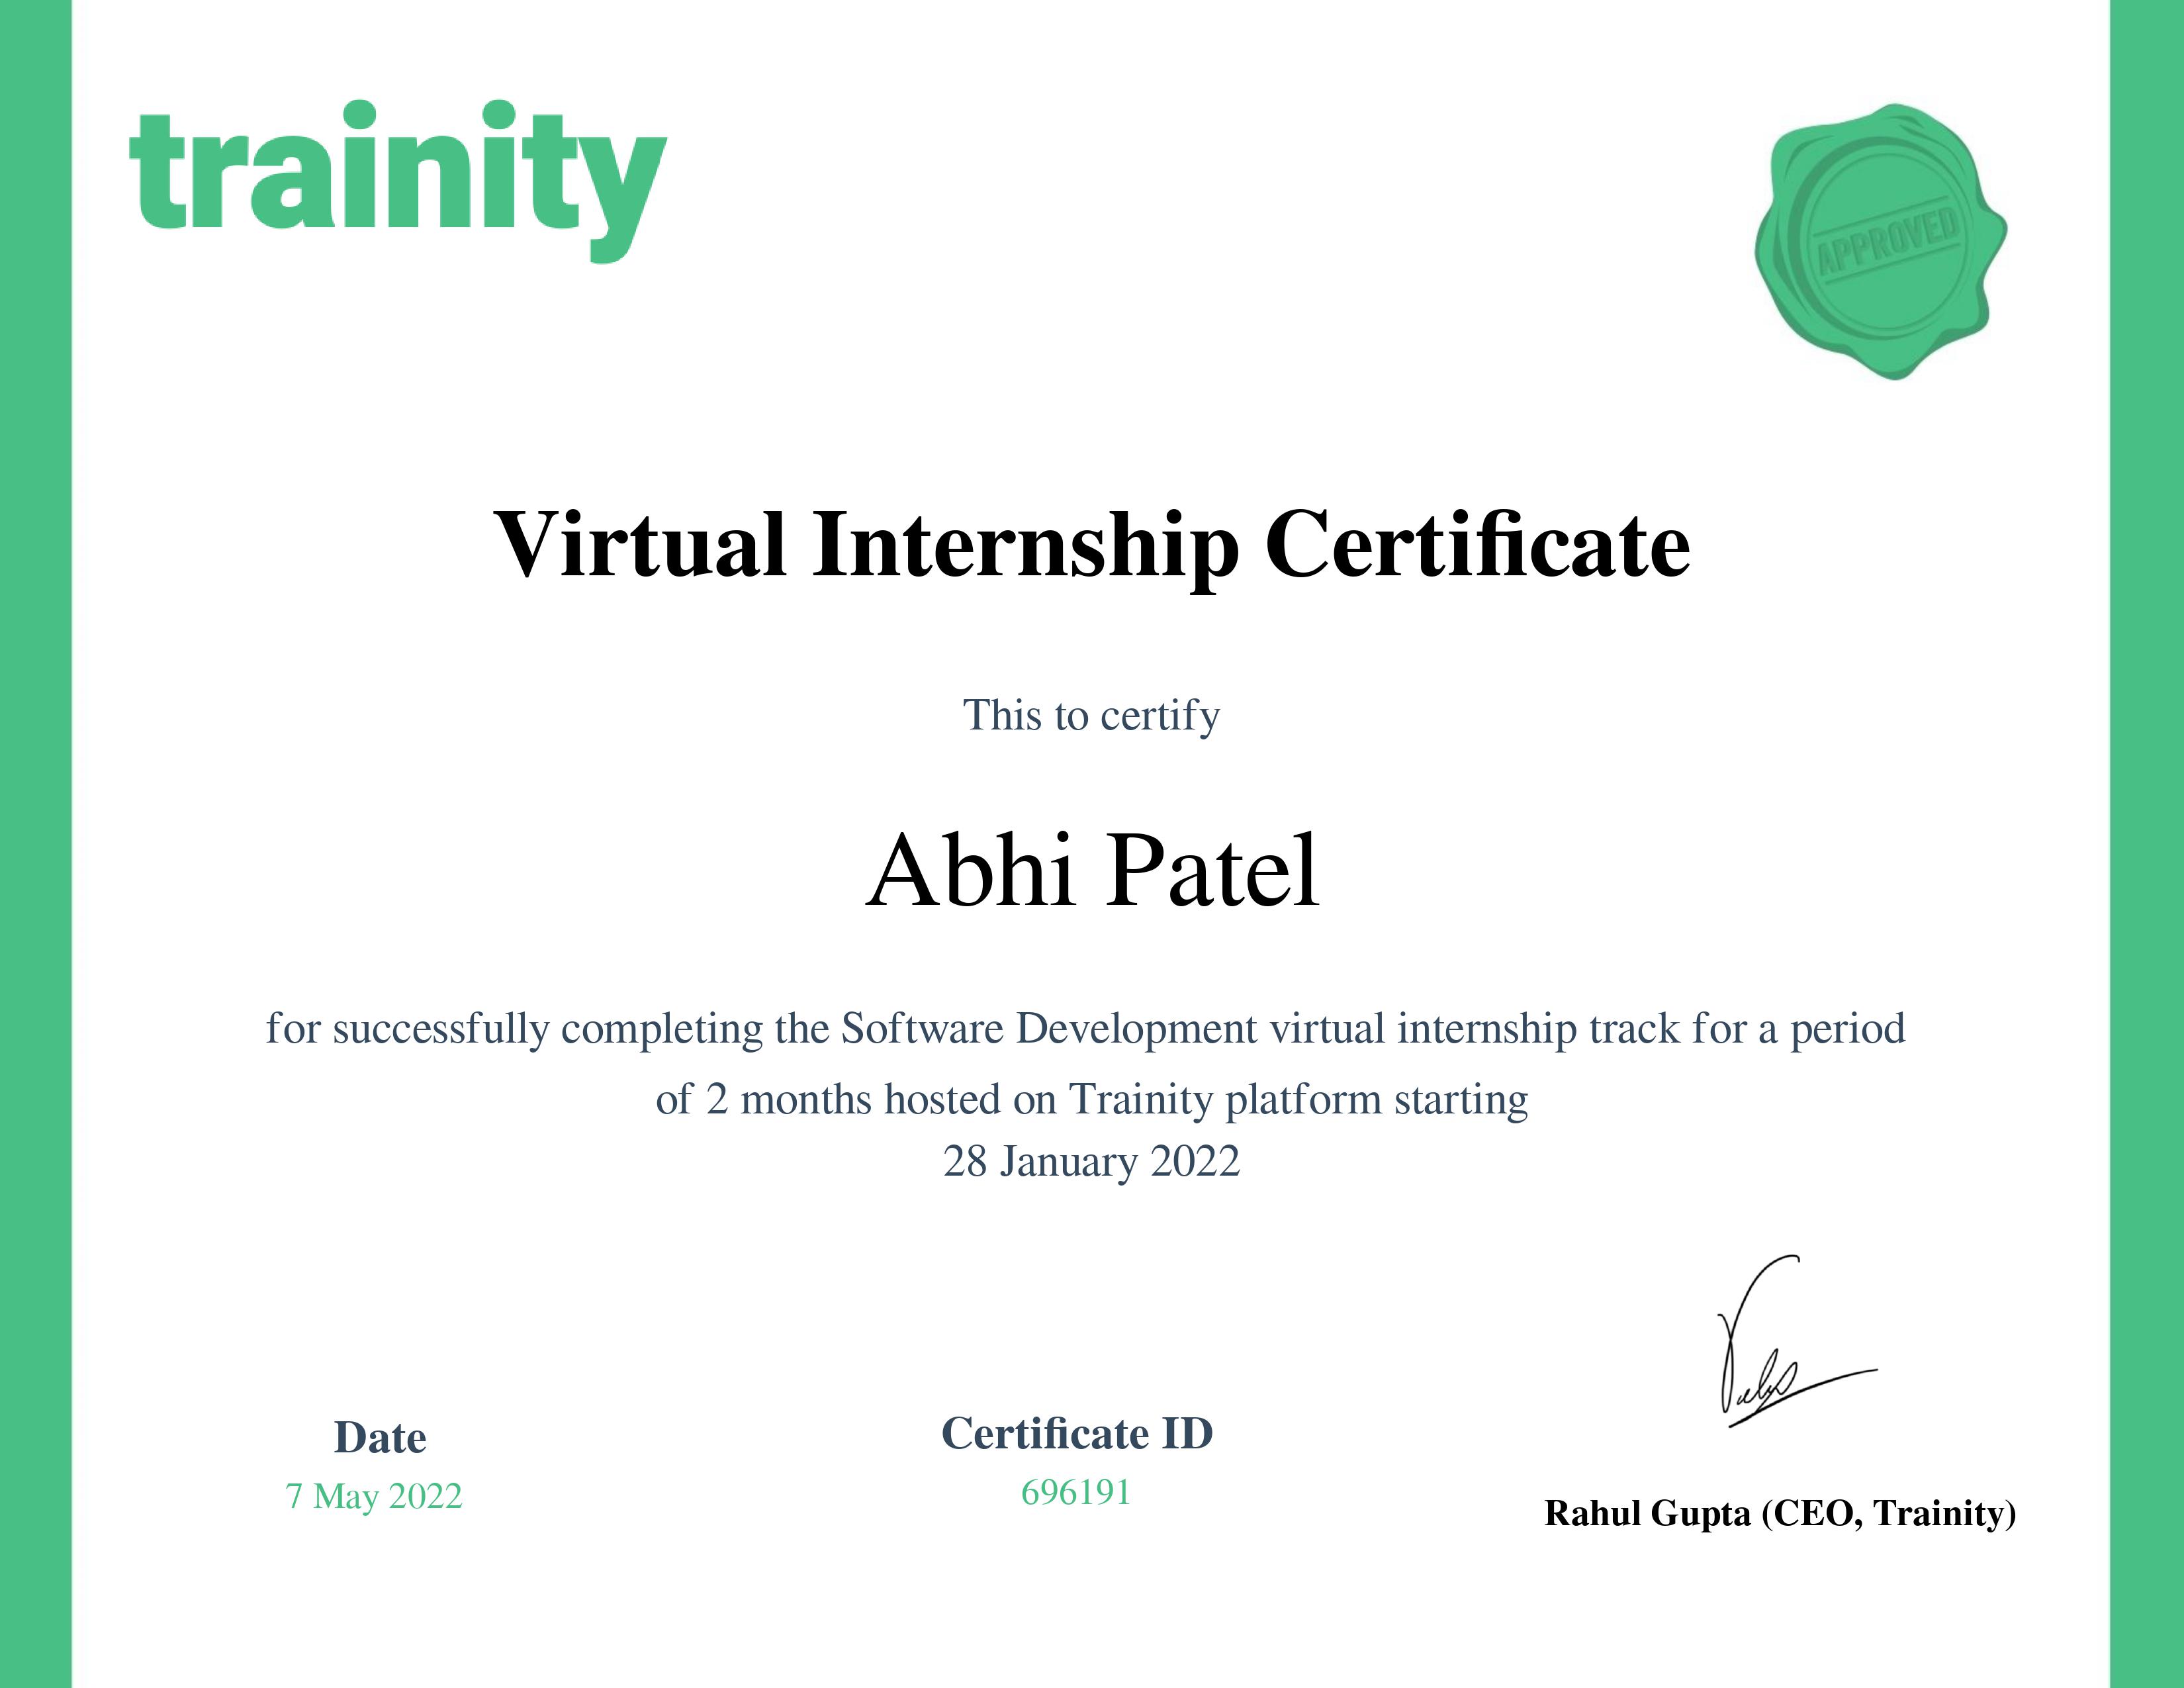 trainity
APPROVED
Virtual Internship Certificate
This to certify
Abhi Patel
for successfully completing the Software Development virtual internship track for a period
of 2 months hosted on Trainity platform starting
28 January 2022
Date
7 May 2022
Certificate ID
696191
Rahul Gupta (CEO, Trainity)